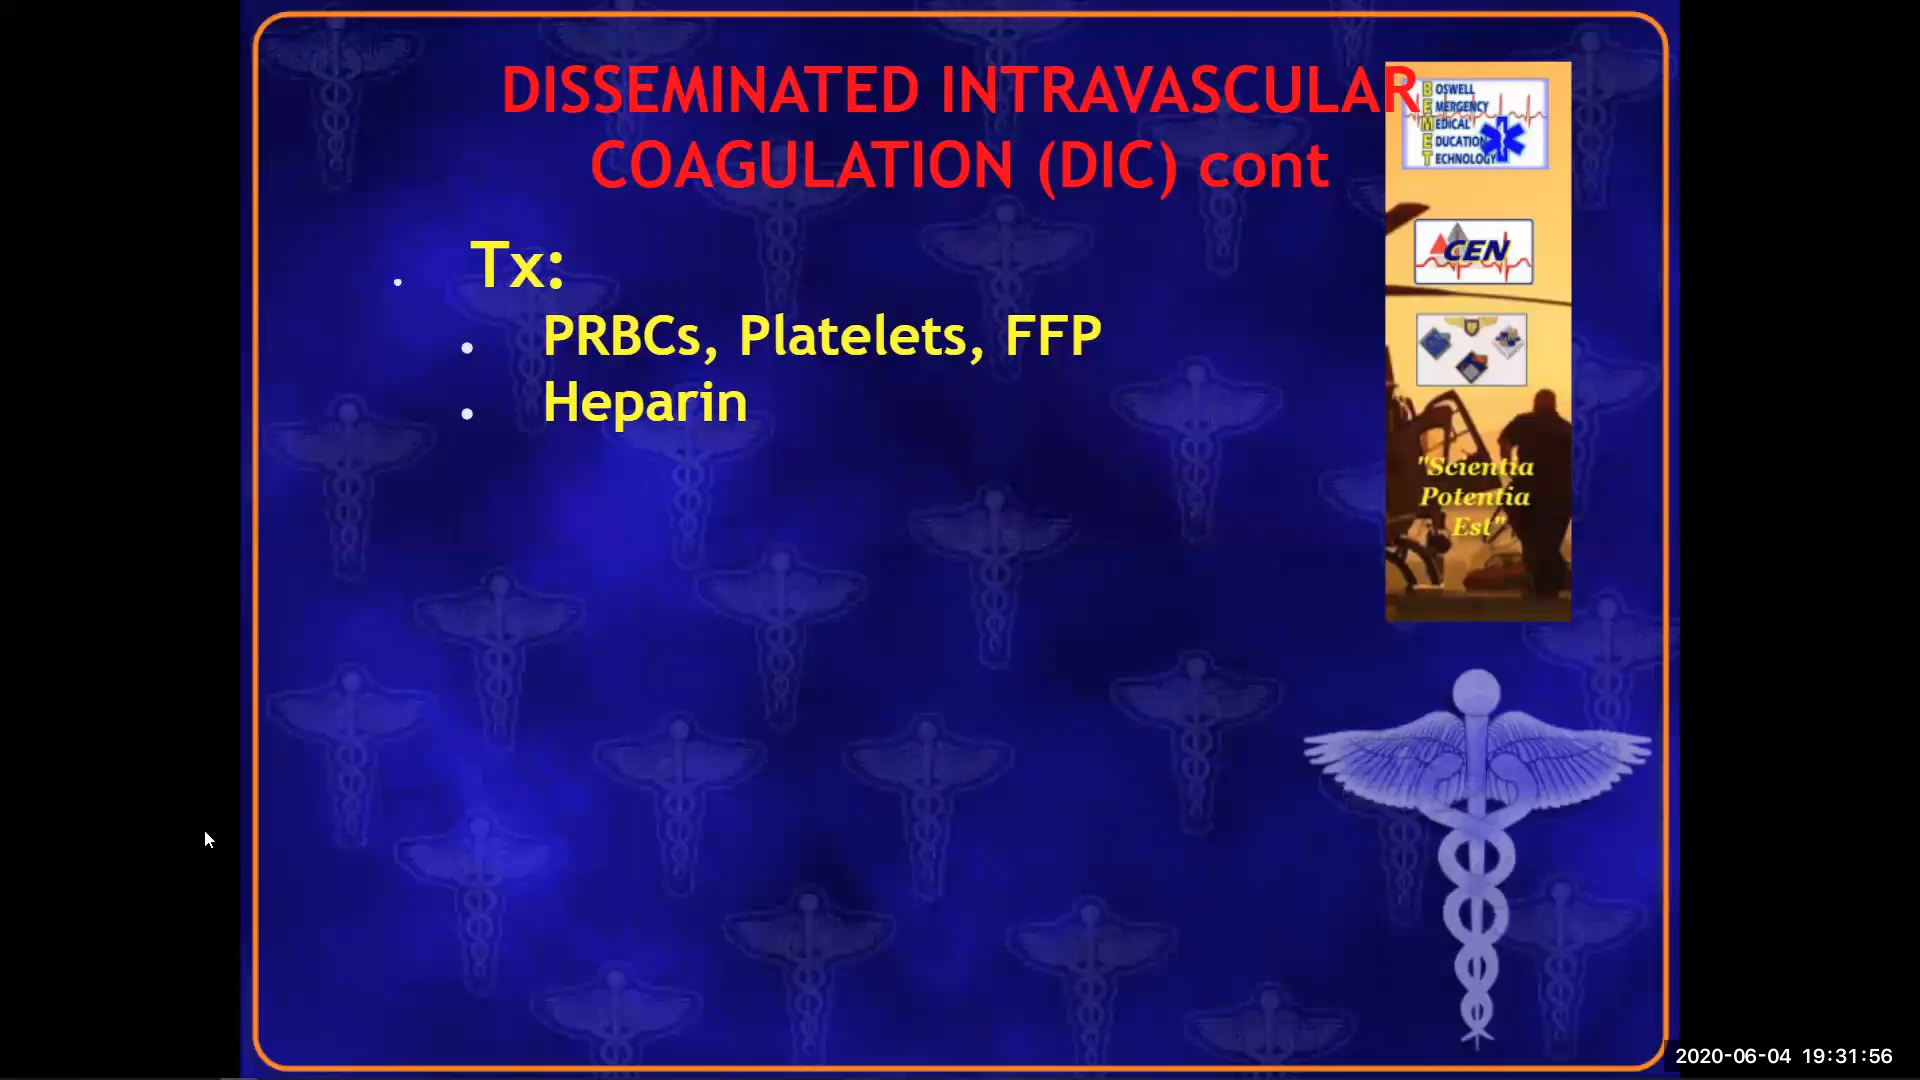 DISSEMINATED INTRAVASCULAR
COAGULATION (DIC) cont
Tx:
PRBCs, Platelets, FFP
Heparin
BOSWELL
EMERGENCY
MEDICAL
EDUCATION
TECHNOLOGY
CEN
"Scientia
Potentia
Est"
2020-06-04 19:31:56